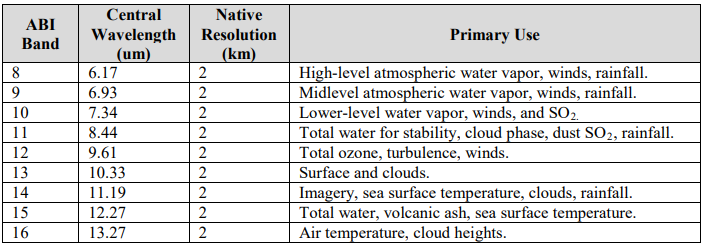 ABI Band Central Wavelength (um) Native Resolution (km) Primary Use
8 6.17 2 High-level atmospheric water vapor, winds, rainfall.
9 6.93 2 Midlevel atmospheric water vapor, winds, rainfall.
10 7.34 2 Lower-level water vapor, winds, and SO₂.
11 8.44 2 Total water for stability, cloud phase, dust SO₂, rainfall.
12 9.61 2 Total ozone, turbulence, winds.
13 10.33 2 Surface and clouds.
14 11.19 2 Imagery, sea surface temperature, clouds, rainfall.
15 12.27 2 Total water, volcanic ash, sea surface temperature.
16 13.27 2 Air temperature, cloud heights.